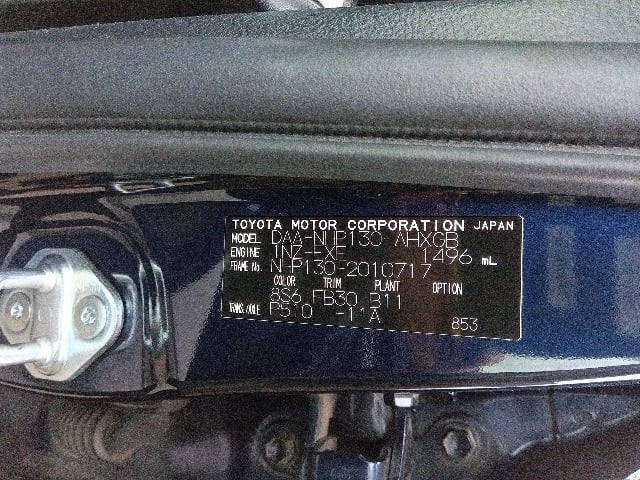 TOYOTA MOTOR CORPORATION JAPAN
MODEL DAA-NHP130-AHXGB
ENGINE 1NZ-FXE 1496 mL
FRAME No. NHP130-2010717
COLOR TRIM PLANT OPTION
8S6 FB30 B11
TRANS./AXLE P510 -11A
853